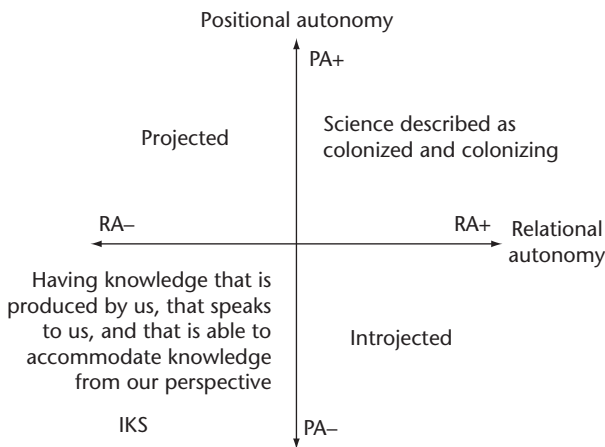 Positional autonomy
PA+
Projected
Science described as
colonized and colonizing
RA–
RA+
Relational
autonomy
Having knowledge that is
produced by us, that speaks
to us, and that is able to
accommodate knowledge
from our perspective
Introjected
IKS
PA–